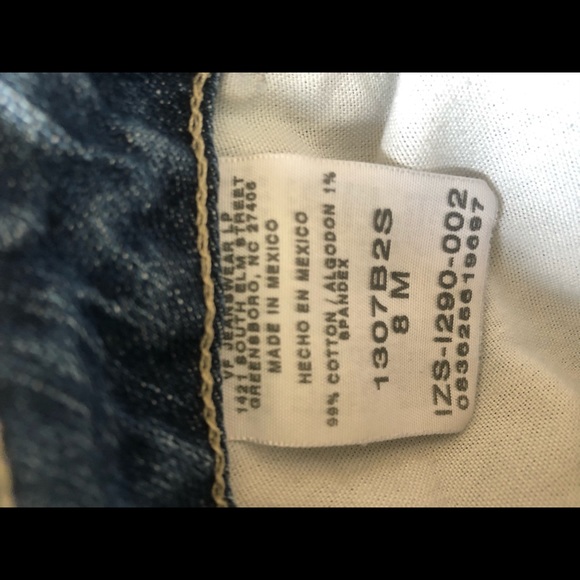 VF JEANSWEAR LP
1421 SOUTH ELM STREET
GREENSBORO, NC 27406
MADE IN MEXICO
HECHO EN MEXICO
99% COTTON / ALGODON 1%
SPANDEX
1307B2S
8 M
IZS-I290-002
083625619697